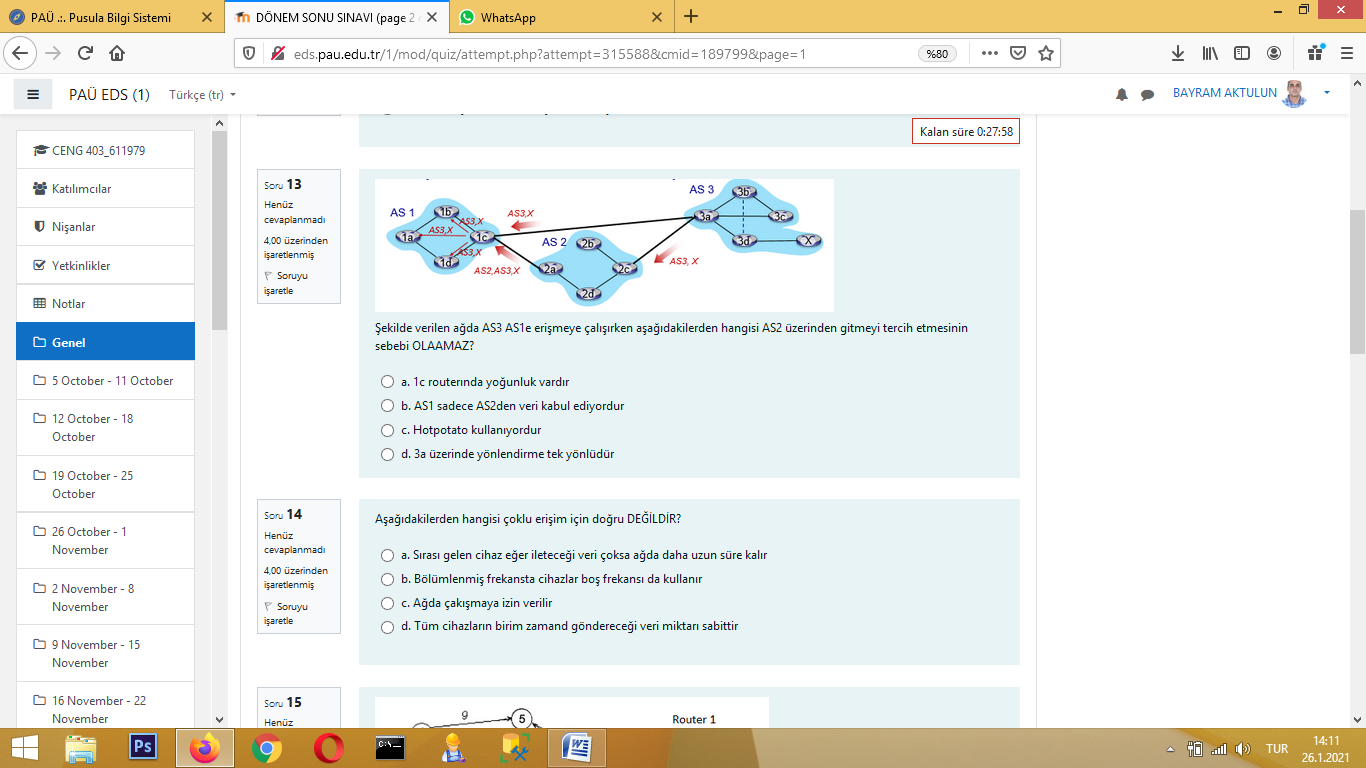 PAÜ .:. Pusula Bilgi Sistemi
DÖNEM SONU SINAVI (page 2
WhatsApp
eds.pau.edu.tr/1/mod/quiz/attempt.php?attempt=315588&cmid=189799&page=1
%80
PAÜ EDS (1)
Türkçe (tr)
BAYRAM AKTULUN
Kalan süre 0:27:58
CENG 403_611979
Katılımcılar
Nişanlar
Yetkinlikler
Notlar
Genel
5 October - 11 October
12 October - 18
October
19 October - 25
October
26 October - 1
November
2 November - 8
November
9 November - 15
November
16 November - 22
November
Soru 13
Henüz
cevaplanmadı
4,00 üzerinden
işaretlenmiş
Soruyu
işaretle
AS 1
1b
1a
1c
1d
AS3,X
AS3,X
AS3,X
AS3,X
AS2,AS3,X
AS 2
2b
2a
2c
2d
AS3, X
AS 3
3b
3a
3c
3d
X
Şekilde verilen ağda AS3 AS1e erişmeye çalışırken aşağıdakilerden hangisi AS2 üzerinden gitmeyi tercih etmesinin
sebebi OLAAMAZ?
a. 1c routerında yoğunluk vardır
b. AS1 sadece AS2den veri kabul ediyordur
c. Hotpotato kullanıyordur
d. 3a üzerinde yönlendirme tek yönlüdür
Soru 14
Henüz
cevaplanmadı
4,00 üzerinden
işaretlenmiş
Soruyu
işaretle
Aşağıdakilerden hangisi çoklu erişim için doğru DEĞİLDİR?
a. Sırası gelen cihaz eğer ileteceği veri çoksa ağda daha uzun süre kalır
b. Bölümlenmiş frekansta cihazlar boş frekansı da kullanır
c. Ağda çakışmaya izin verilir
d. Tüm cihazların birim zamand göndereceği veri miktarı sabittir
Soru 15
Henüz
9
5
Router 1
Ps
TUR
14:11
26.1.2021